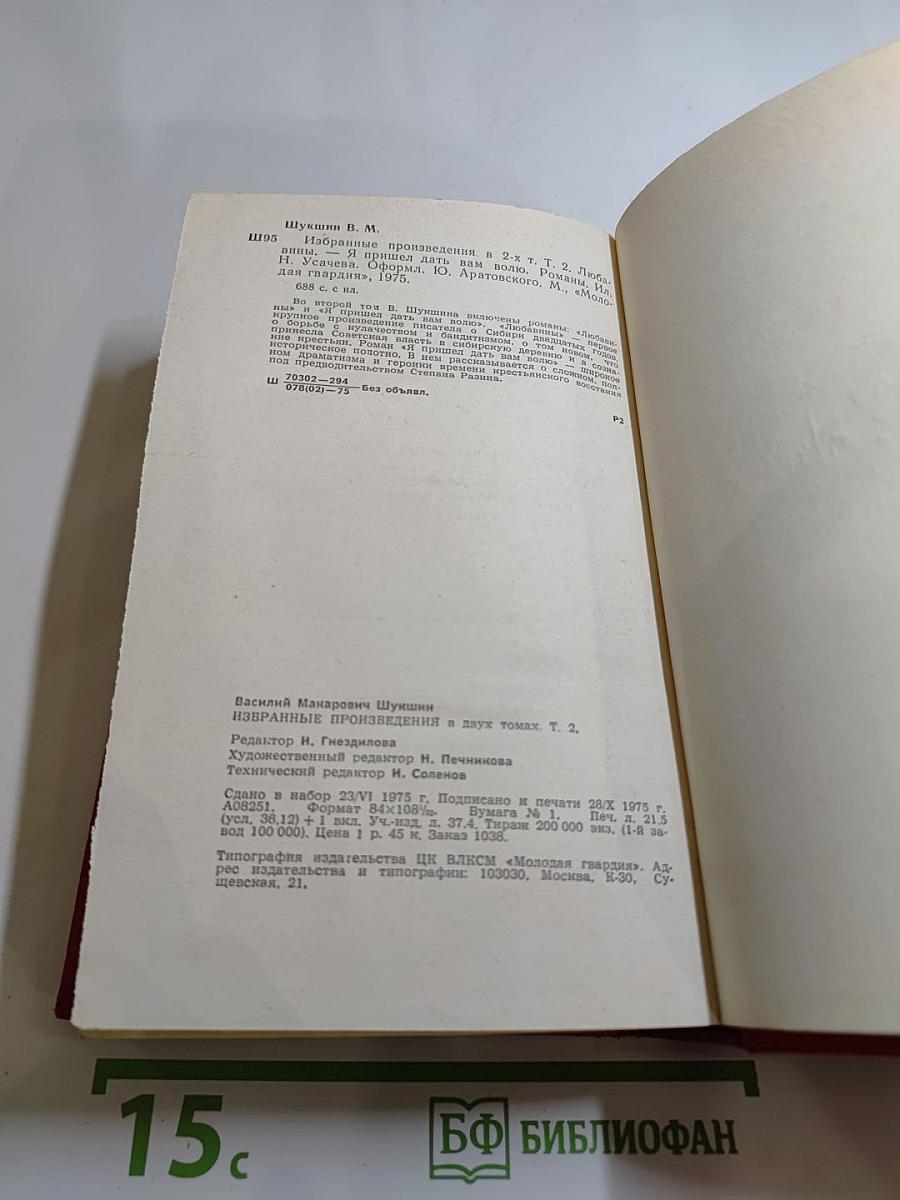 Шукшин В. М.
Ш95 Избранные произведения в 2-х т. Т. 2. Люба-
вины. — Я пришел дать вам волю. Романы. Ил.
Н. Усачева. Оформл. Ю. Аратовского. М., «Моло-
дая гвардия», 1975.
688 с. с ил.
Во второй том В. Шукшина включены романы: «Любави-
ны» и «Я пришел дать вам волю». «Любавины» — первое
крупное произведение писателя о Сибири двадцатых годов,
о борьбе с кулачеством и бандитизмом, о том новом, что
принесла Советская власть в сибирскую деревню и в созна-
ние крестьян. Роман «Я пришел дать вам волю» — широкое
историческое полотно. В нем рассказывается о сложном, пол-
ном драматизма и героики времени крестьянского восстания
под предводительством Степана Разина.
Ш 70302—294
078(02)—75 —Без объявл.
Р2
Василий Макарович Шукшин
ИЗБРАННЫЕ ПРОИЗВЕДЕНИЯ в двух томах. Т. 2.
Редактор И. Гнездилова
Художественный редактор Н. Печникова
Технический редактор И. Соленов
Сдано в набор 23/VI 1975 г. Подписано к печати 28/X 1975 г.
А08251. Формат 84×108¹/₃₂. Бумага № 1. Печ. л. 21,5
(усл. 36,12) + 1 вкл. Уч.-изд. л. 37,4. Тираж 200 000 экз. (1-й за-
вод 100 000). Цена 1 р. 45 к. Заказ 1038.
Типография издательства ЦК ВЛКСМ «Молодая гвардия». Ад-
рес издательства и типографии: 103030, Москва, К-30, Су-
щевская, 21.
15 с
БФ БИБЛИОФАН